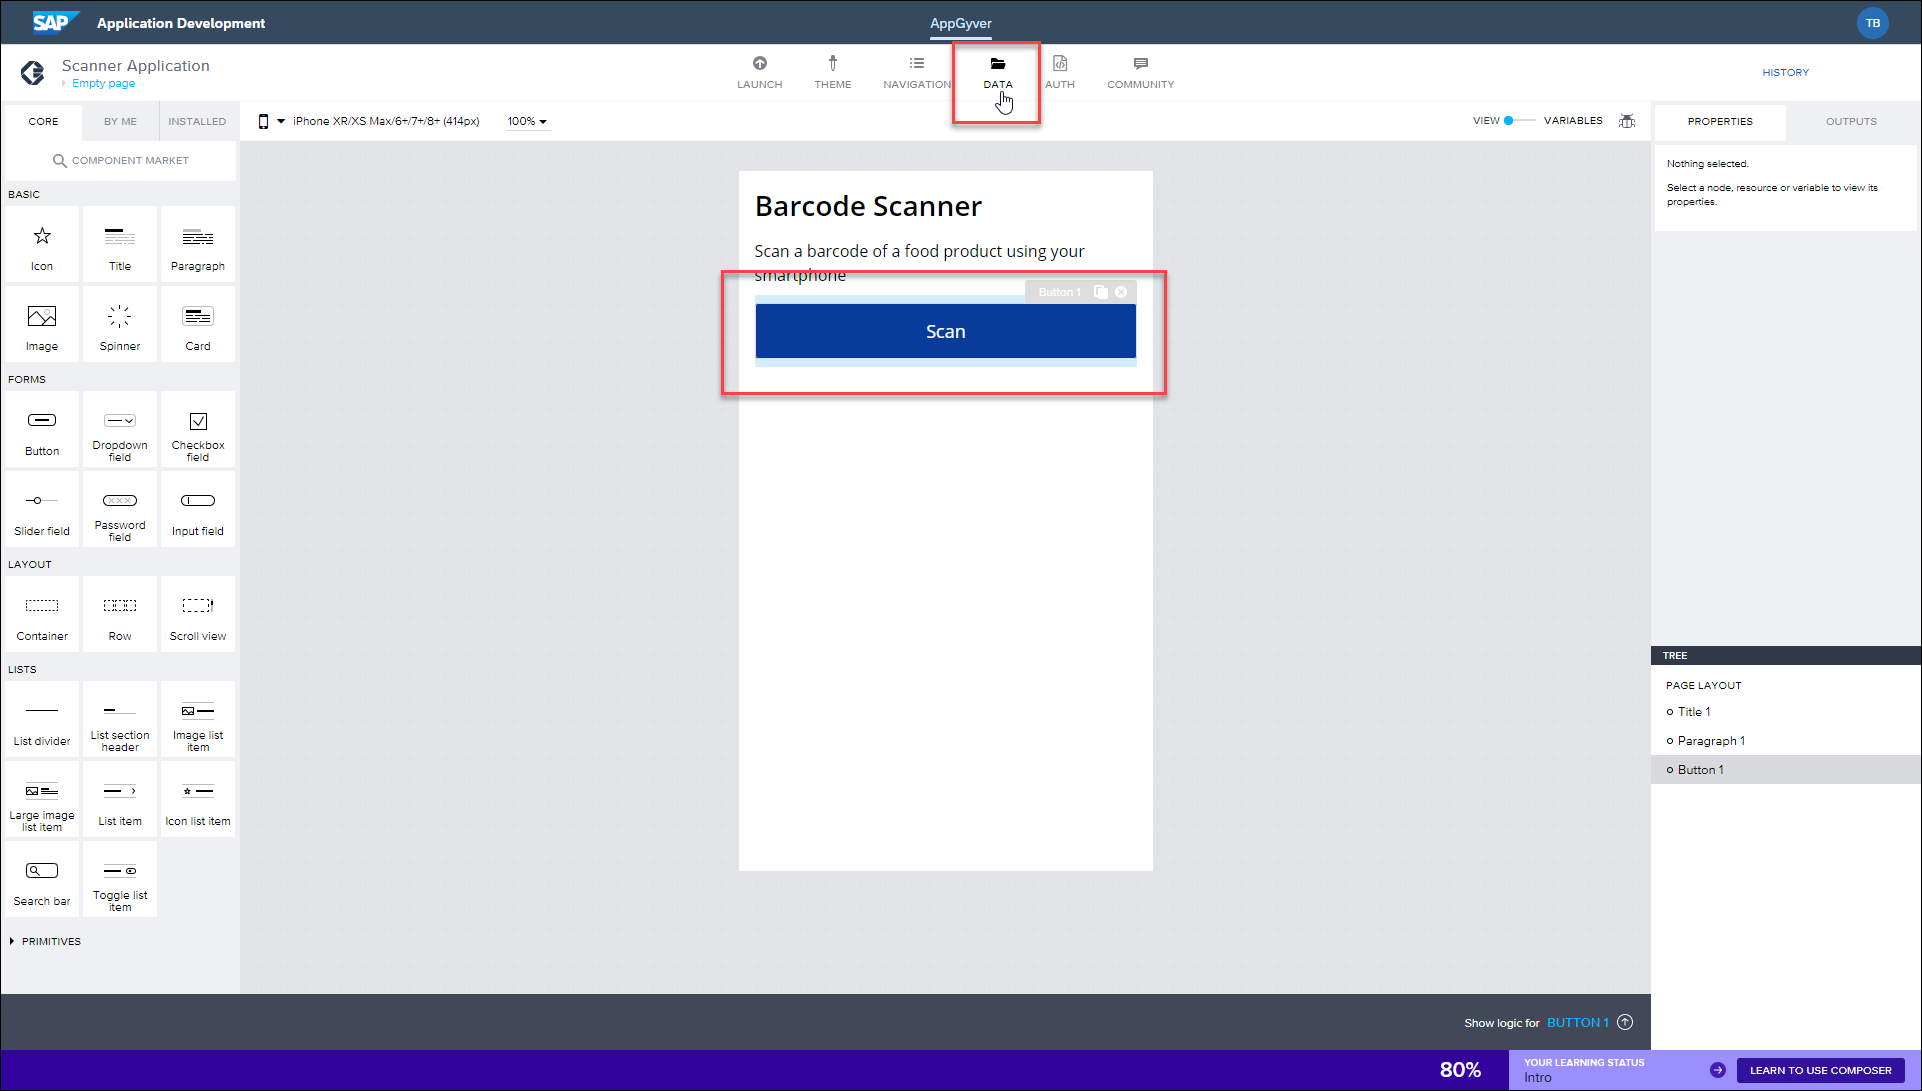 SAP Application Development
AppGyver
TB
Scanner Application
Empty page
LAUNCH
THEME
NAVIGATION
DATA
AUTH
COMMUNITY
HISTORY
CORE
BY ME
INSTALLED
iPhone XR/XS Max/6+/7+/8+ (414px)
100%
VIEW
VARIABLES
PROPERTIES
OUTPUTS
COMPONENT MARKET
Nothing selected.
Select a node, resource or variable to view its
properties.
BASIC
Icon
Title
Paragraph
Image
Spinner
Card
FORMS
Button
Dropdown
field
Checkbox
field
Slider field
Password
field
Input field
LAYOUT
Container
Row
Scroll view
LISTS
List divider
List section
header
Image list
item
Large image
list item
List item
Icon list item
Search bar
Toggle list
item
PRIMITIVES
Barcode Scanner
Scan a barcode of a food product using your
smartphone
Button 1
Scan
TREE
PAGE LAYOUT
Title 1
Paragraph 1
Button 1
Show logic for BUTTON 1
80%
YOUR LEARNING STATUS
Intro
LEARN TO USE COMPOSER